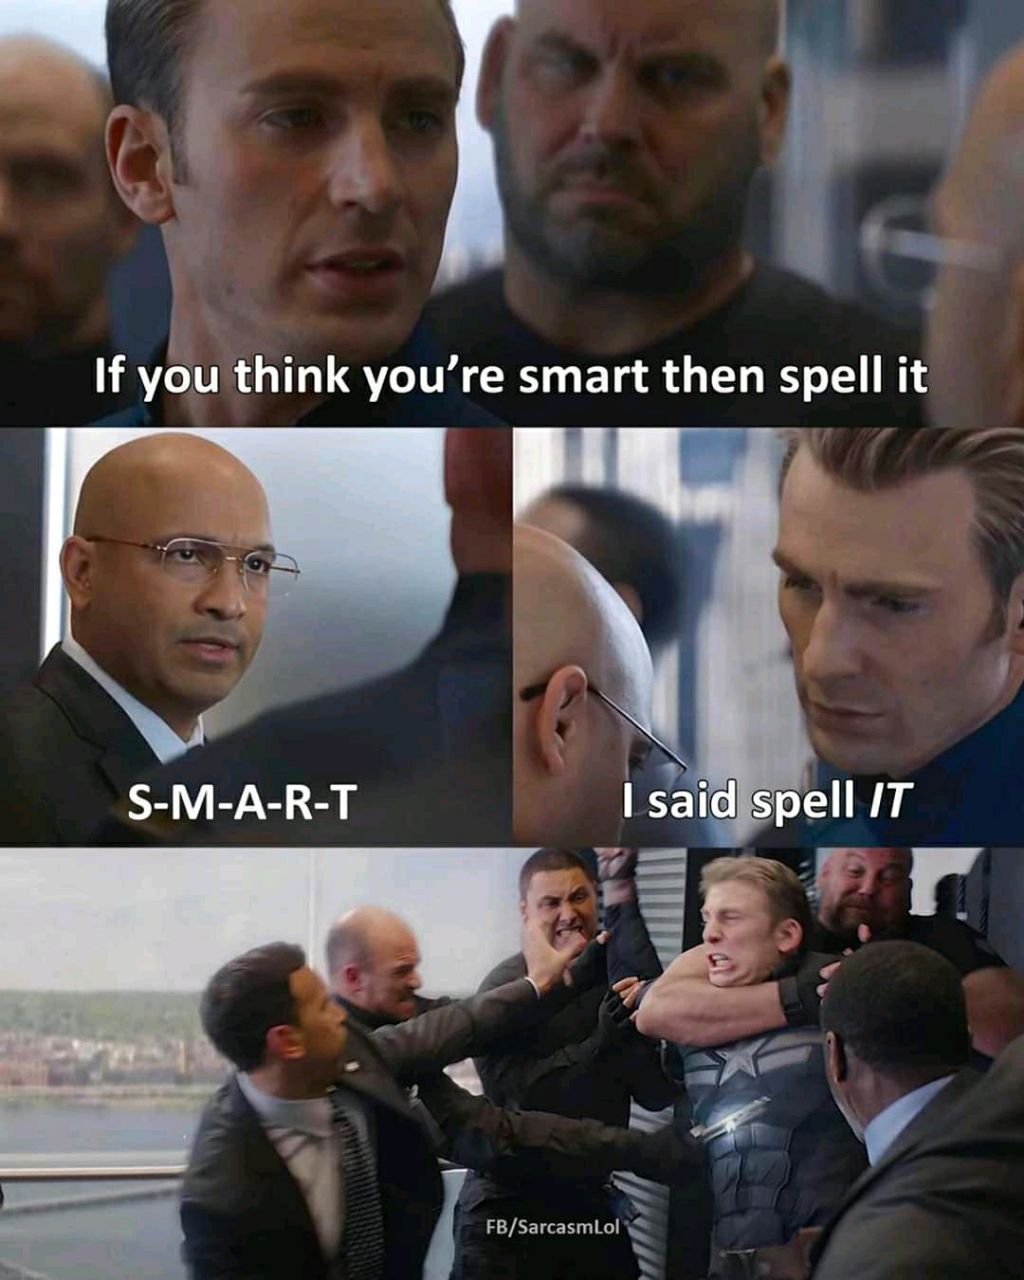 If you think you're smart then spell it
S-M-A-R-T
I said spell IT
FB/SarcasmLol